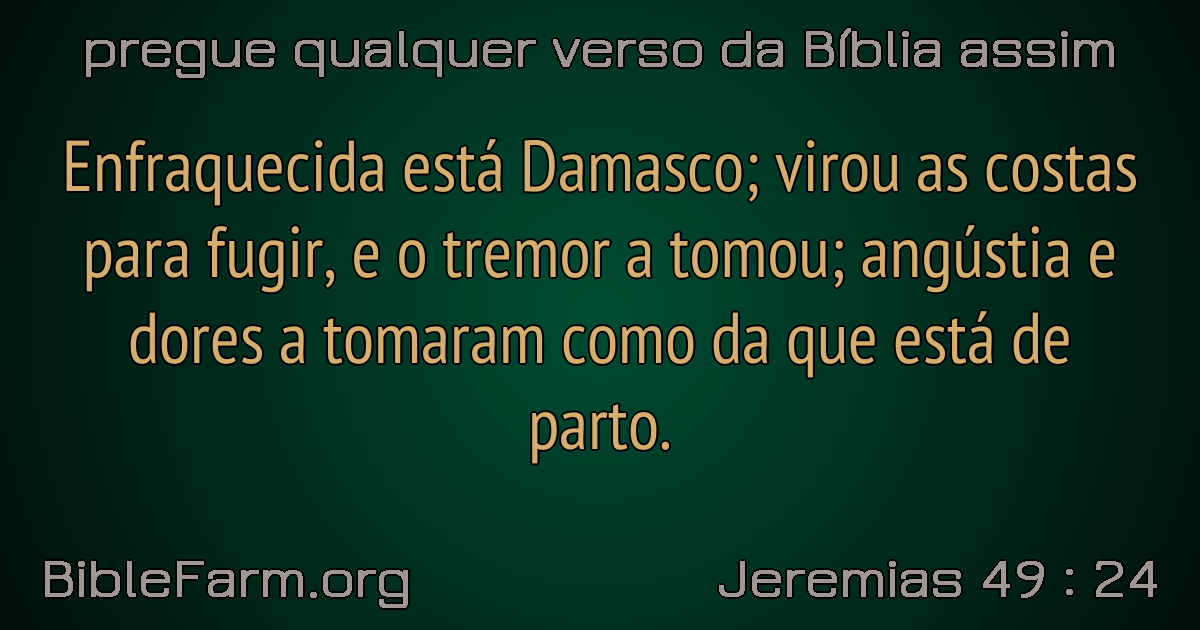 pregue qualquer verso da Bíblia assim
Enfraquecida está Damasco; virou as costas
para fugir, e o tremor a tomou; angústia e
dores a tomaram como da que está de
parto.
BibleFarm.org
Jeremias 49 : 24